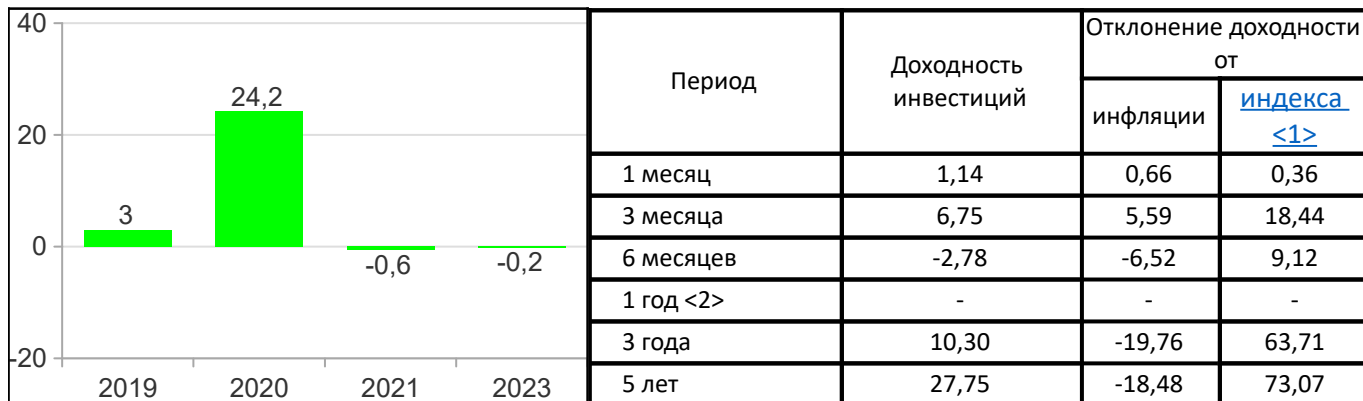 40
20
0
-20
3
24,2
-0,6
-0,2
2019 2020 2021 2023
Период Доходность инвестиций Отклонение доходности от
инфляции индекса <1>
1 месяц 1,14 0,66 0,36
3 месяца 6,75 5,59 18,44
6 месяцев -2,78 -6,52 9,12
1 год <2> - - -
3 года 10,30 -19,76 63,71
5 лет 27,75 -18,48 73,07